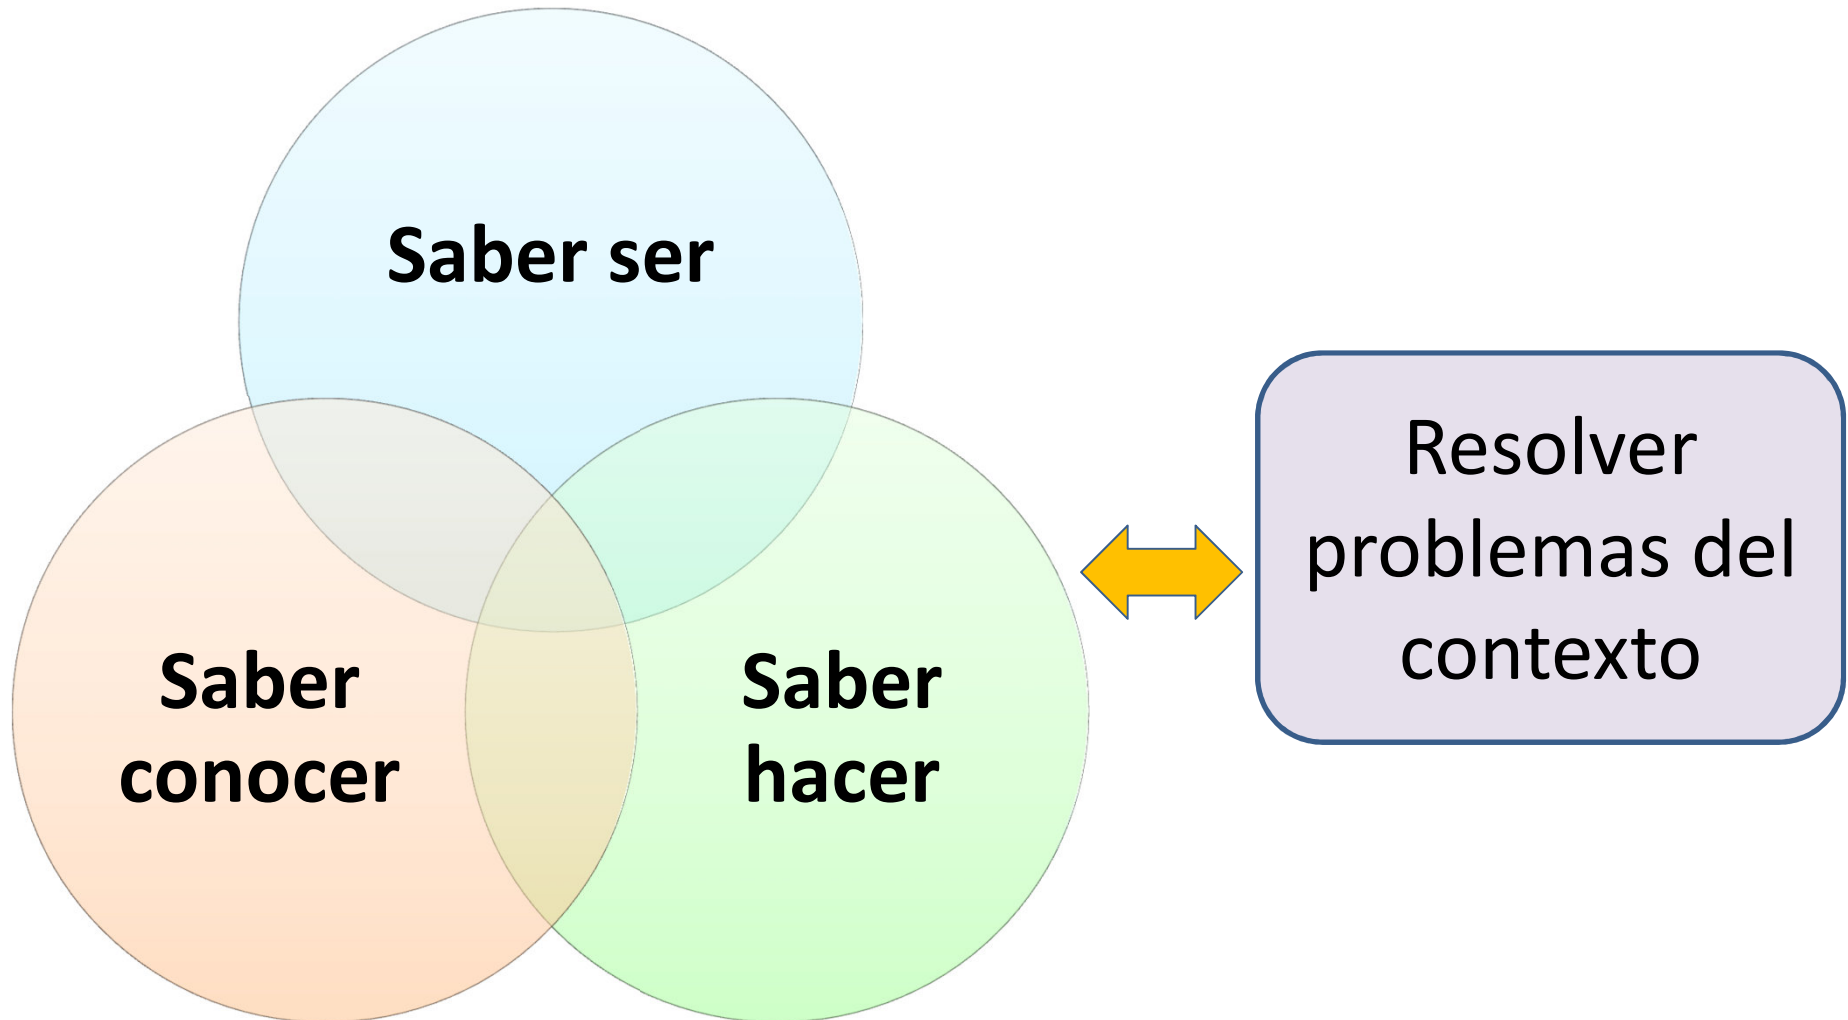 Saber ser
Saber
conocer
Saber
hacer
Resolver
problemas del
contexto